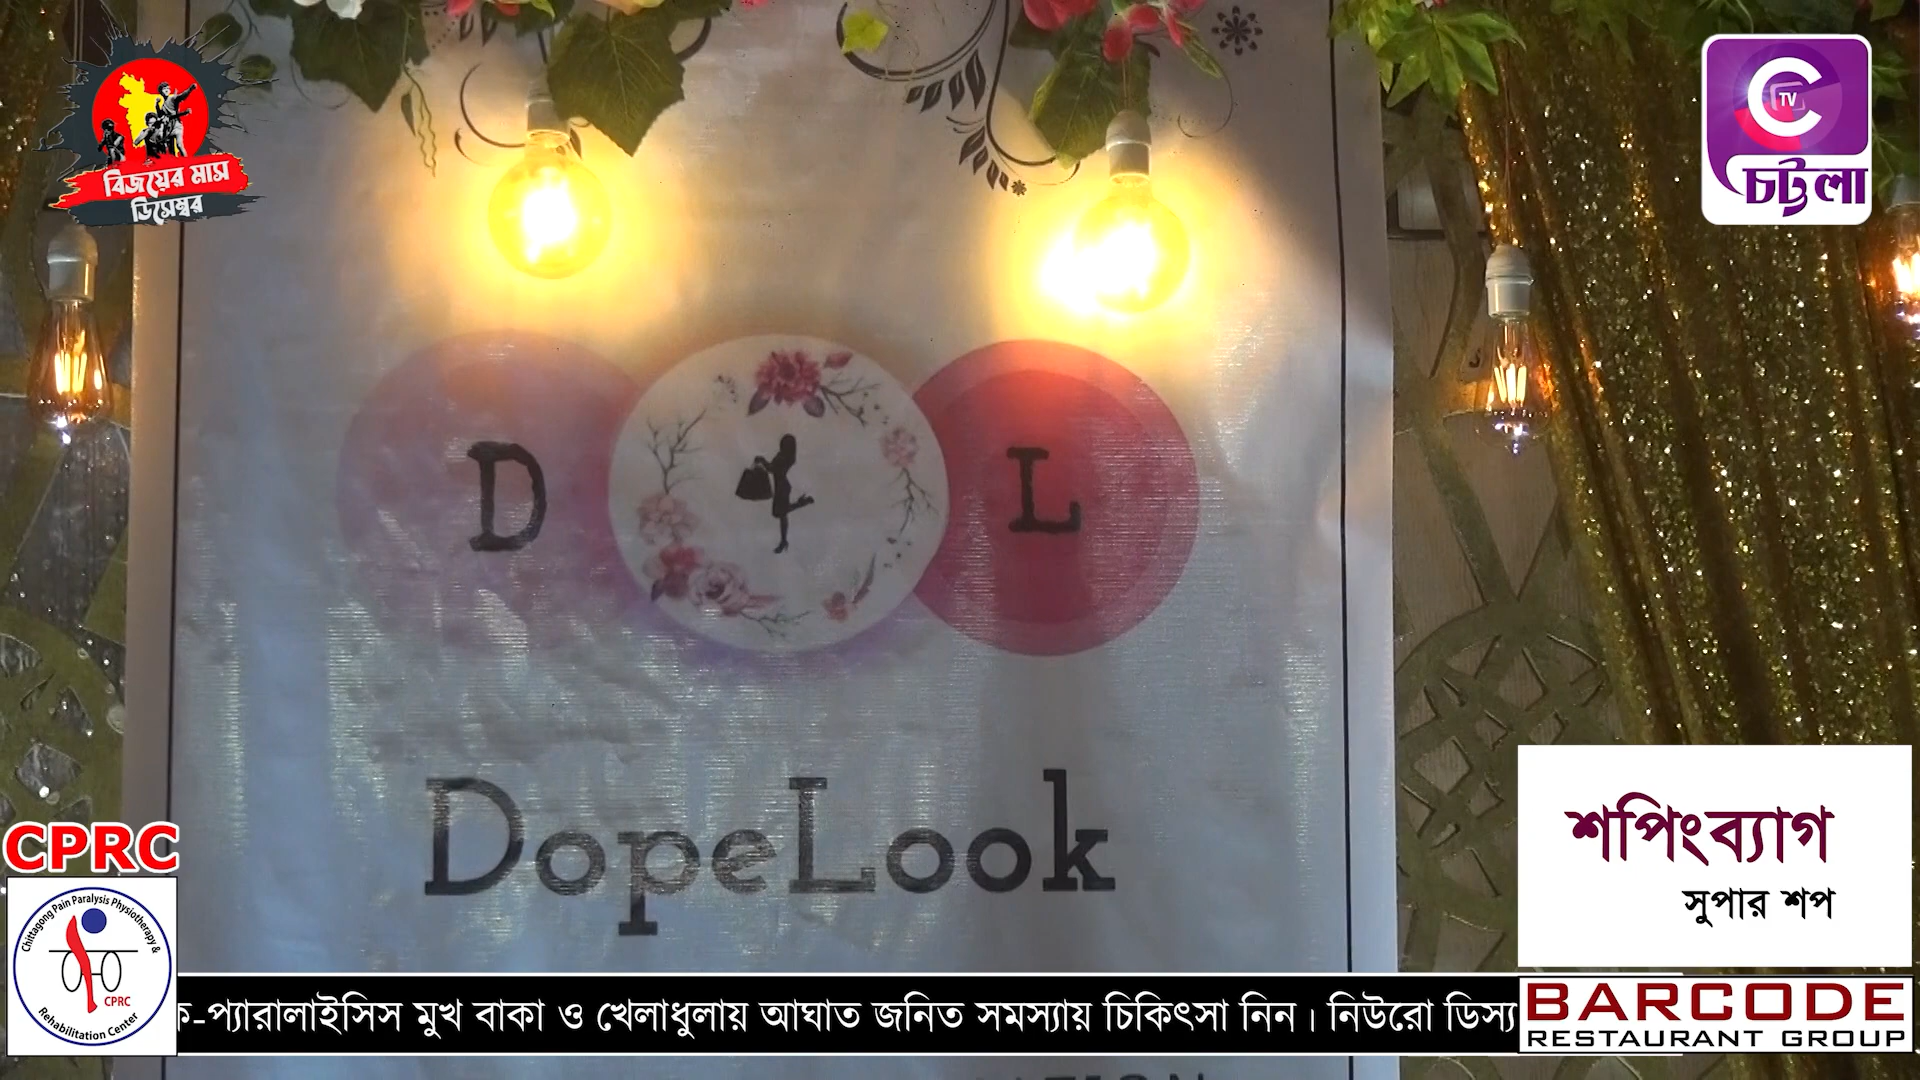 বিজয়ের মাস
ডিসেম্বর
C
TV
চট্টলা
D
L
DopeLook
শপিংব্যাগ
সুপার শপ
CPRC
Chittagong Pain Paralysis Physiotherapy &
CPRC
Rehabilitation Center
ক-প্যারালাইসিস মুখ বাকা ও খেলাধুলায় আঘাত জনিত সমস্যায় চিকিৎসা নিন। নিউরো ডিস্য
BARCODE
RESTAURANT GROUP